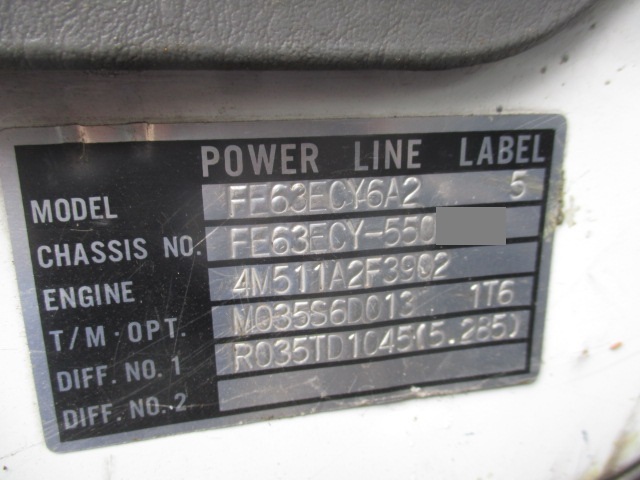 POWER LINE LABEL
MODEL FE63ECY6A2 5
CHASSIS NO. FE63ECY-550
ENGINE 4M511A2F3902
T/M·OPT. M035S6D013 1T6
DIFF. NO. 1 R035TD1045(5.285)
DIFF. NO. 2